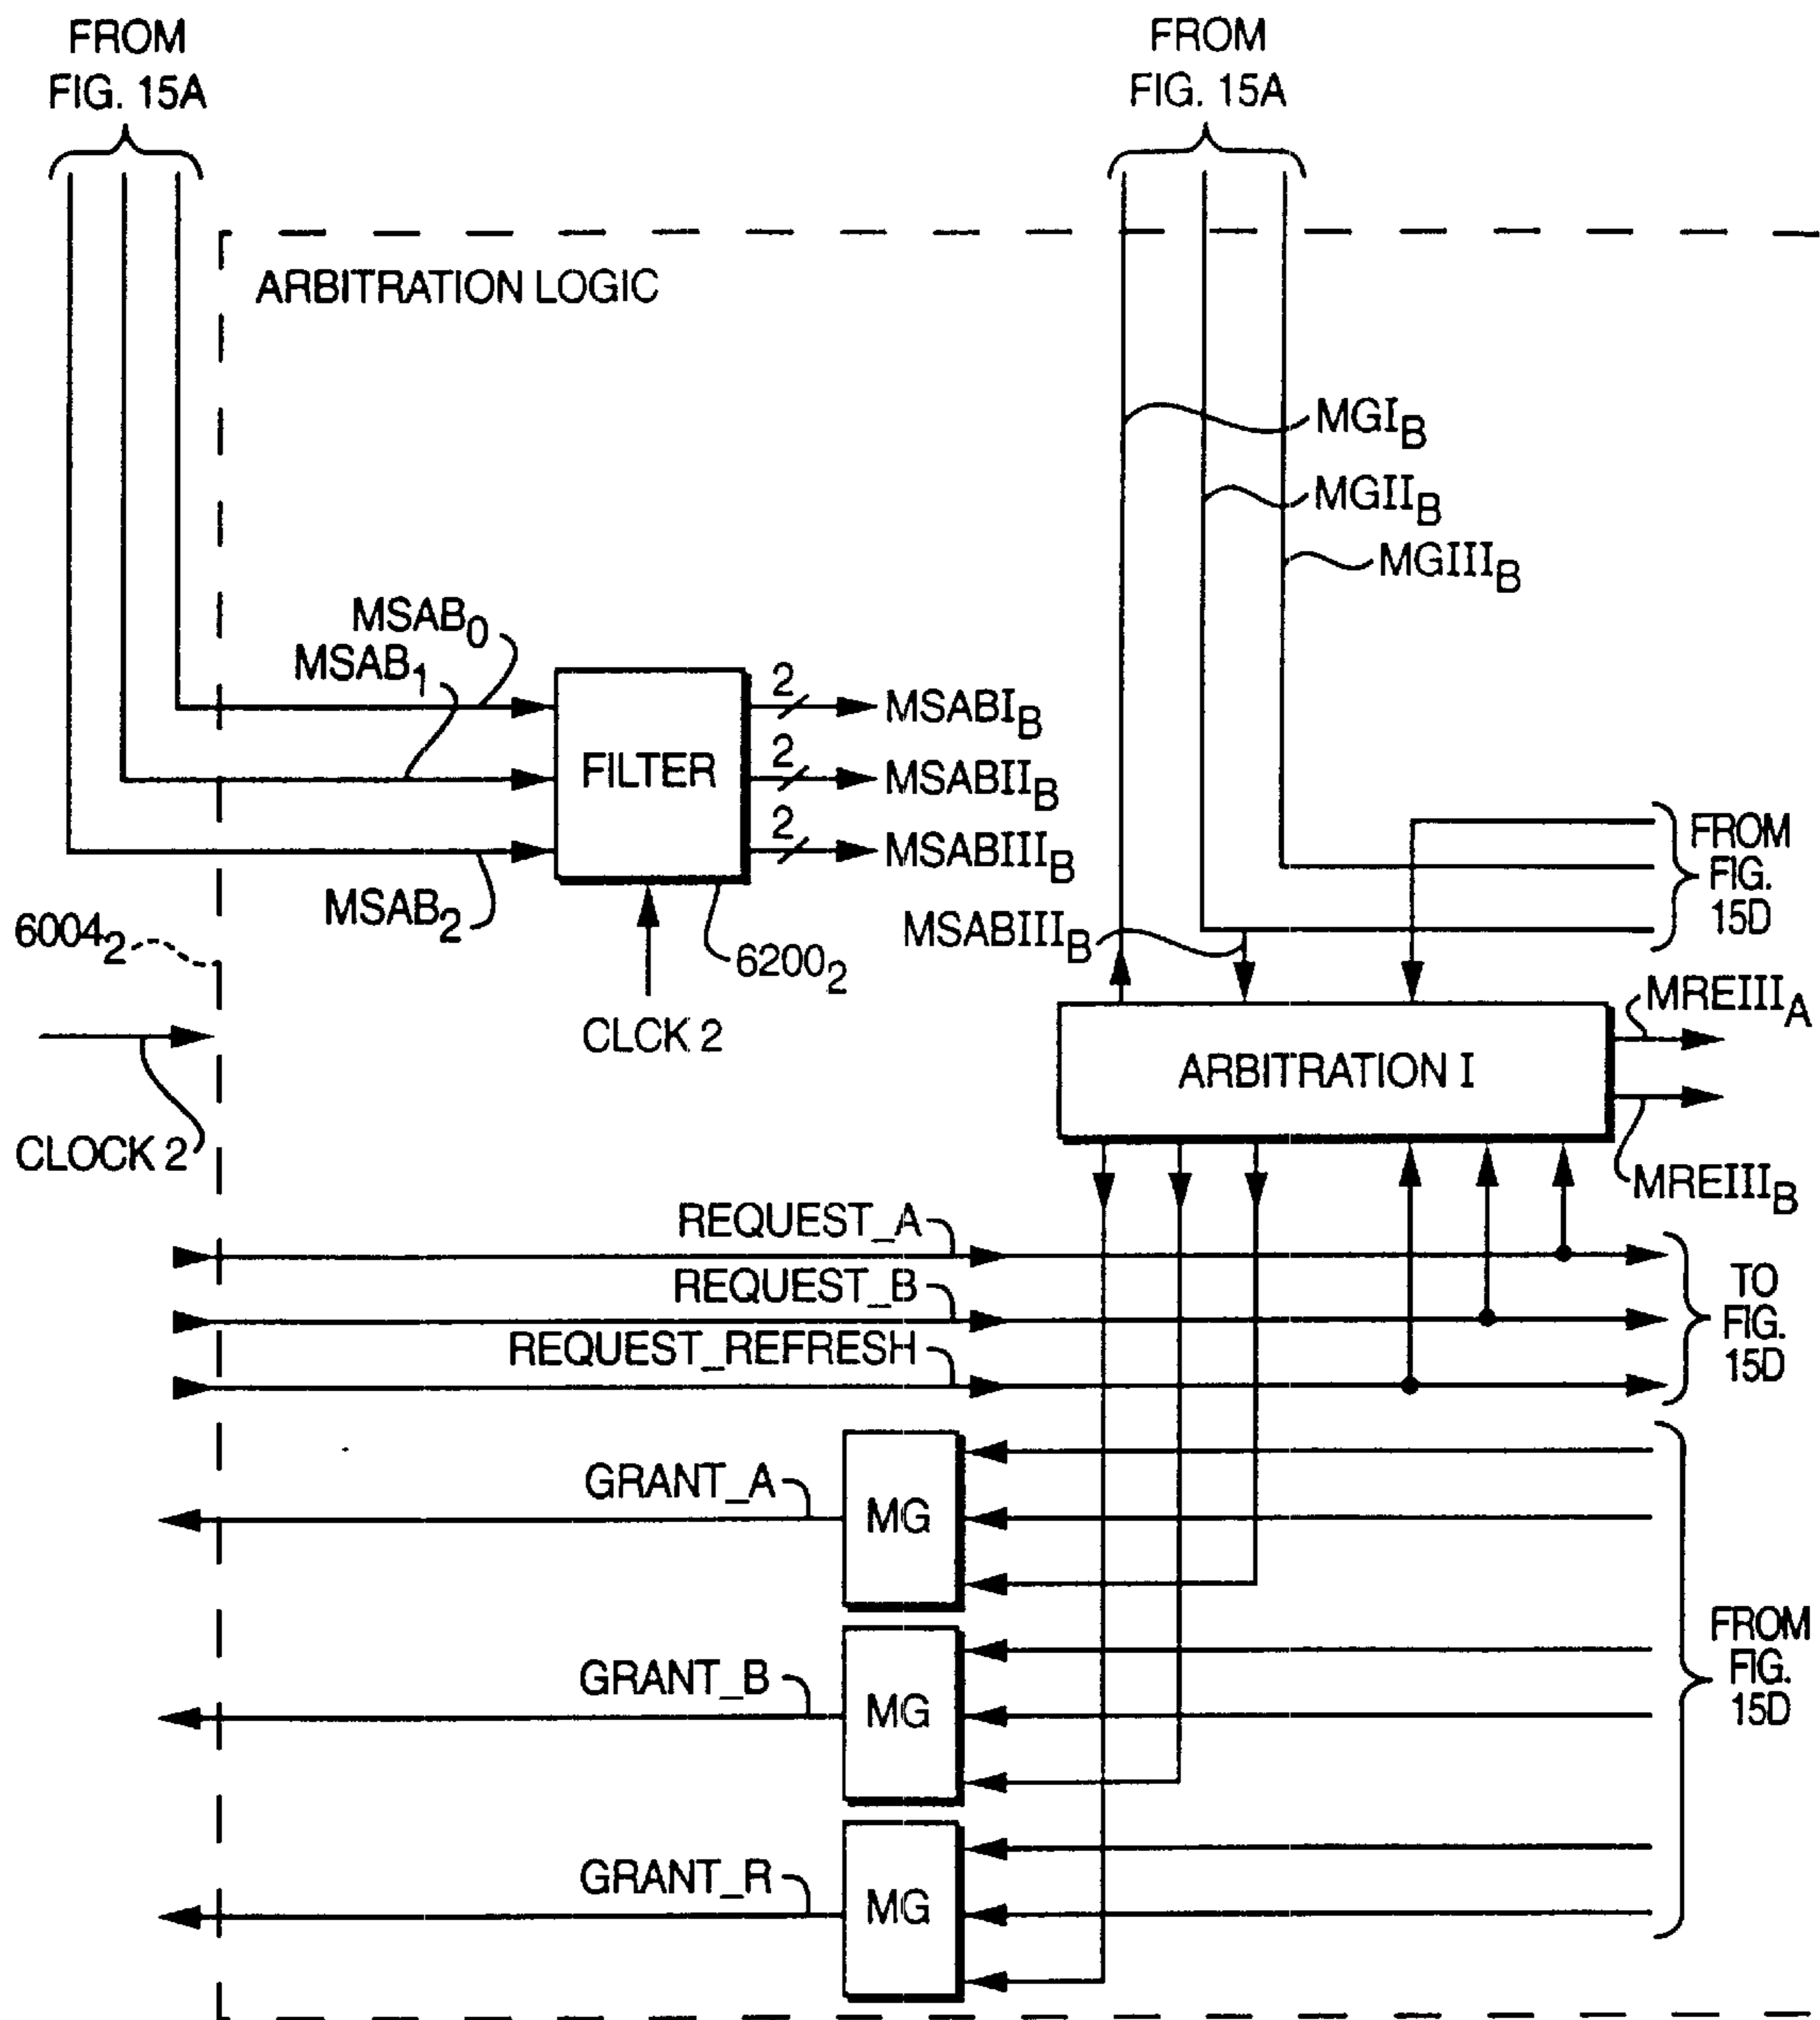 FROM
FIG. 15A
FROM
FIG. 15A
ARBITRATION LOGIC
MGI_B
MGII_B
MGIII_B
MSAB_0
MSAB_1
2
MSABI_B
FILTER
2
MSABII_B
2
MSABIII_B
MSAB_2
FROM
FIG.
15D
6004_2
6200_2
MSABIII_B
CLCK 2
MREIII_A
ARBITRATION I
CLOCK 2
MREIII_B
REQUEST_A
REQUEST_B
REQUEST_REFRESH
TO
FIG.
15D
GRANT_A
MG
GRANT_B
MG
FROM
FIG.
15D
GRANT_R
MG